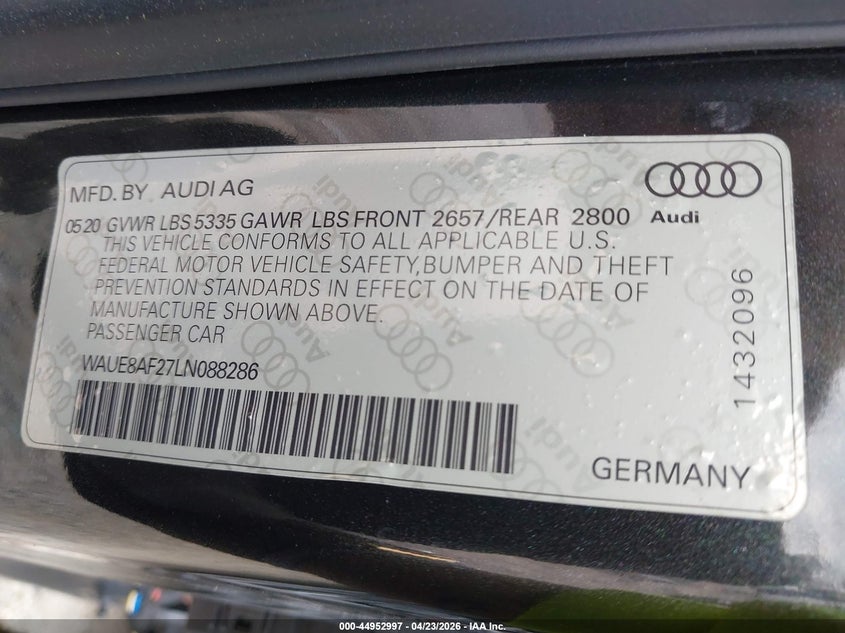 MFD. BY AUDI AG
0520 GVWR LBS 5335 GAWR LBS FRONT 2657/REAR 2800 Audi
THIS VEHICLE CONFORMS TO ALL APPLICABLE U.S.
FEDERAL MOTOR VEHICLE SAFETY,BUMPER AND THEFT
PREVENTION STANDARDS IN EFFECT ON THE DATE OF
MANUFACTURE SHOWN ABOVE.
PASSENGER CAR
WAUE8AF27LN088286
1432096
GERMANY
000-44952997 - 04/23/2026 - IAA, Inc.